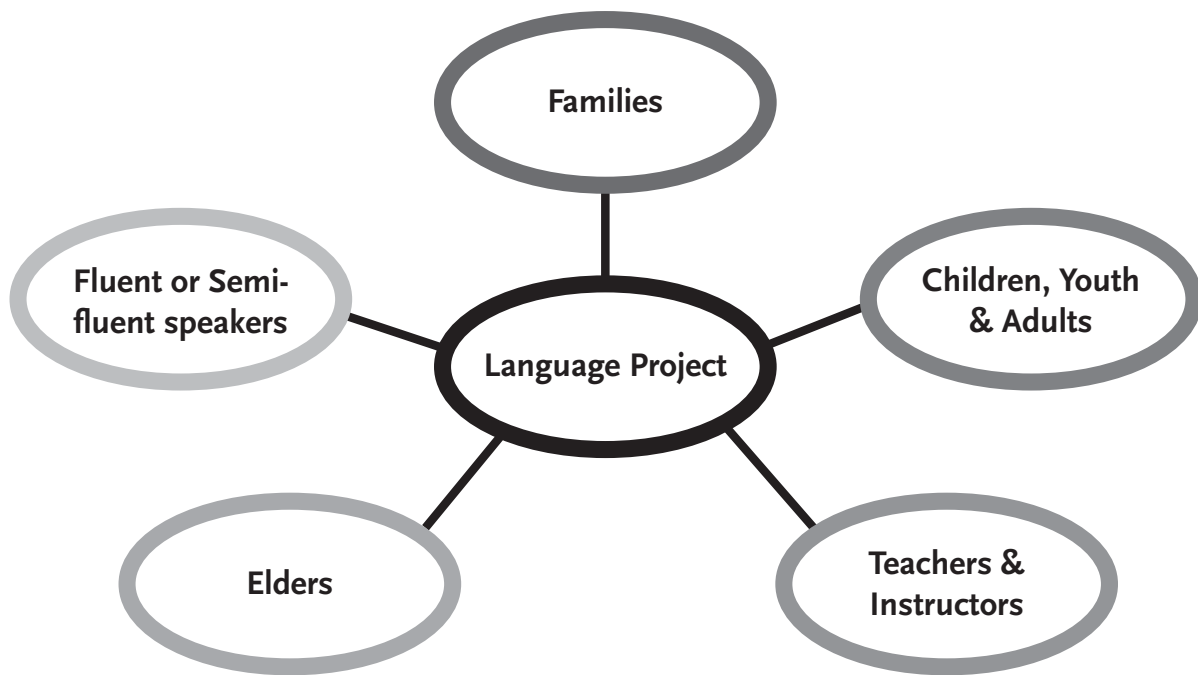 Families
Fluent or Semi-
fluent speakers
Children, Youth
& Adults
Language Project
Elders
Teachers &
Instructors